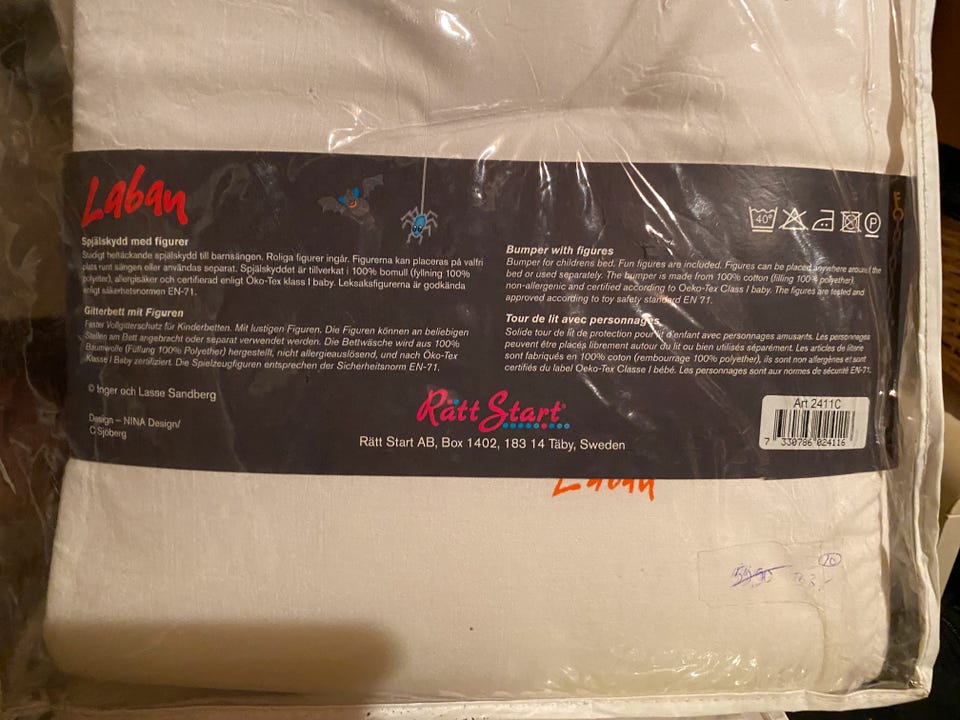 Laban
Spjälskydd med figurer
Stadigt heltäckande spjälskydd till barnsängen. Roliga figurer ingår. Figurerna kan placeras på valfri
plats runt sängen eller användas separat. Spjälskyddet är tillverkat i 100% bomull (fyllning 100%
polyeter), allergisäker och certifierad enligt Öko-Tex klass I baby. Leksaksfigurerna är godkända
enligt säkerhetsnormen EN-71.
Gitterbett mit Figuren
Fester Vollgitterschutz für Kinderbetten. Mit lustigen Figuren. Die Figuren können an beliebigen
Stellen am Bett angebracht oder separat verwendet werden. Die Bettwäsche wird aus 100%
Baumwolle (Füllung 100% Polyether) hergestellt, nicht allergieauslösend, und nach Öko-Tex
Klasse I Baby zertifiziert. Die Spielzeugfiguren entsprechen der Sicherheitsnorm EN-71.
© Inger och Lasse Sandberg
Design – NINA Design/
C Sjöberg
40°
P
Bumper with figures
Bumper for childrens bed. Fun figures are included. Figures can be placed anywhere around the
bed or used separately. The bumper is made from 100% cotton (filling 100% polyether),
non-allergenic and certified according to Oeko-Tex Class I baby. The figures are tested and
approved according to toy safety standard EN 71.
Tour de lit avec personnages
Solide tour de lit de protection pour lit d'enfant avec personnages amusants. Les personnages
peuvent être placés librement autour du lit ou bien utilisés séparément. Les articles de libre
sont fabriqués en 100% coton (rembourrage 100% polyether), ils sont non allergènes et sont
certifiés du label Oeko-Tex Classe I bébé. Les personnages sont aux normes de sécurité EN-71.
Rätt Start
Rätt Start AB, Box 1402, 183 14 Täby, Sweden
Art 2411C
7 330786 024116
Laban
20